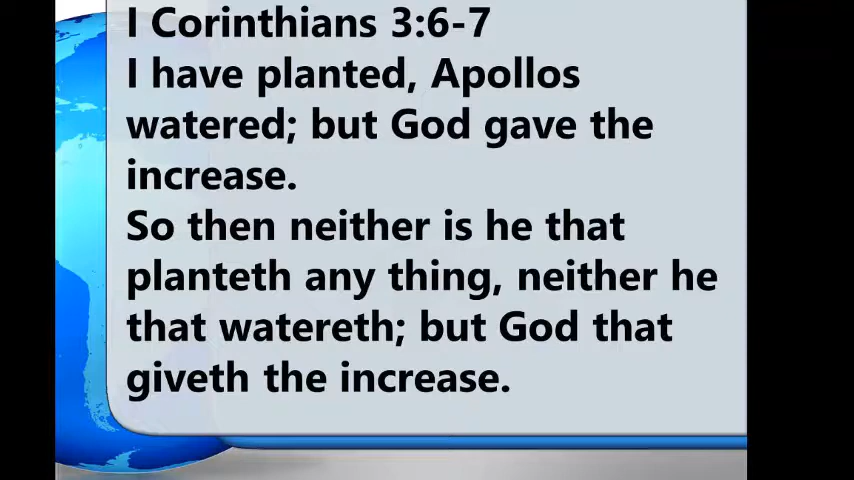 I Corinthians 3:6-7
I have planted, Apollos
watered; but God gave the
increase.
So then neither is he that
planteth any thing, neither he
that watereth; but God that
giveth the increase.